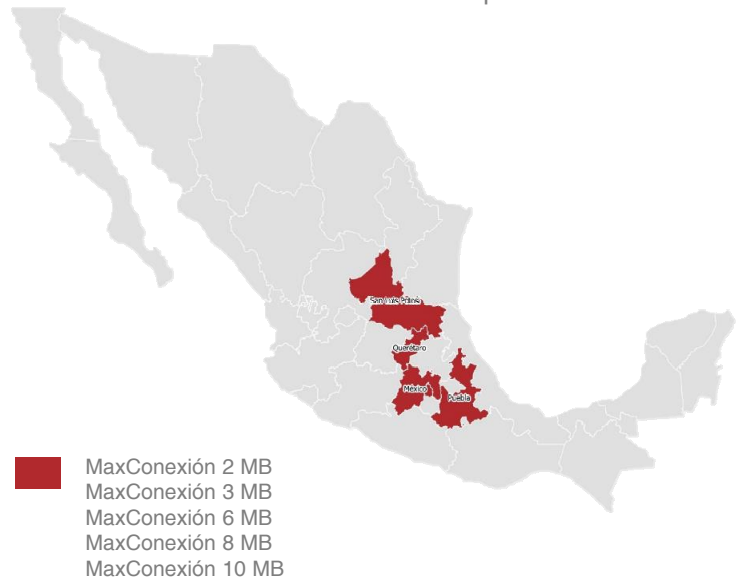 San Luis Potosí
Querétaro
México
Puebla
MaxConexión 2 MB
MaxConexión 3 MB
MaxConexión 6 MB
MaxConexión 8 MB
MaxConexión 10 MB